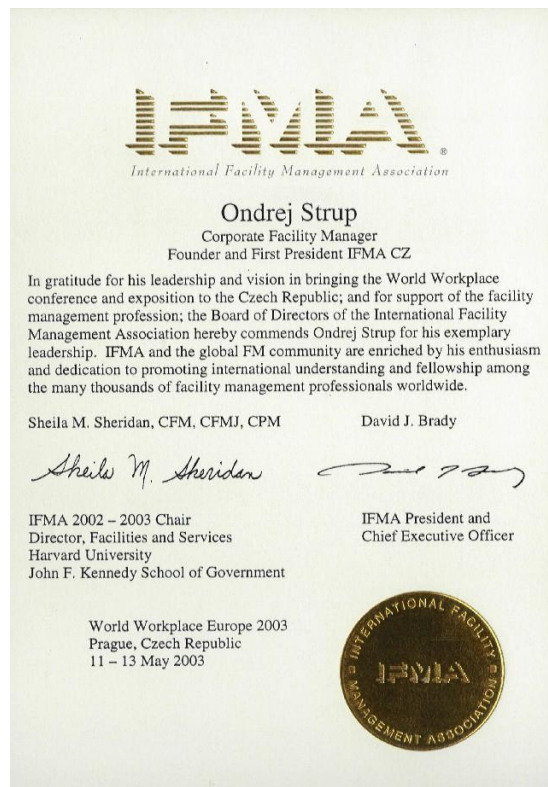 IFMA®
International Facility Management Association
Ondrej Strup
Corporate Facility Manager
Founder and First President IFMA CZ
In gratitude for his leadership and vision in bringing the World Workplace
conference and exposition to the Czech Republic; and for support of the facility
management profession; the Board of Directors of the International Facility
Management Association hereby commends Ondrej Strup for his exemplary
leadership. IFMA and the global FM community are enriched by his enthusiasm
and dedication to promoting international understanding and fellowship among
the many thousands of facility management professionals worldwide.
Sheila M. Sheridan, CFM, CFMJ, CPM
David J. Brady
Sheila M. Sheridan
IFMA 2002 – 2003 Chair
Director, Facilities and Services
Harvard University
John F. Kennedy School of Government
IFMA President and
Chief Executive Officer
World Workplace Europe 2003
Prague, Czech Republic
11 – 13 May 2003
INTERNATIONAL FACILITY
IFMA
MANAGEMENT ASSOCIATION